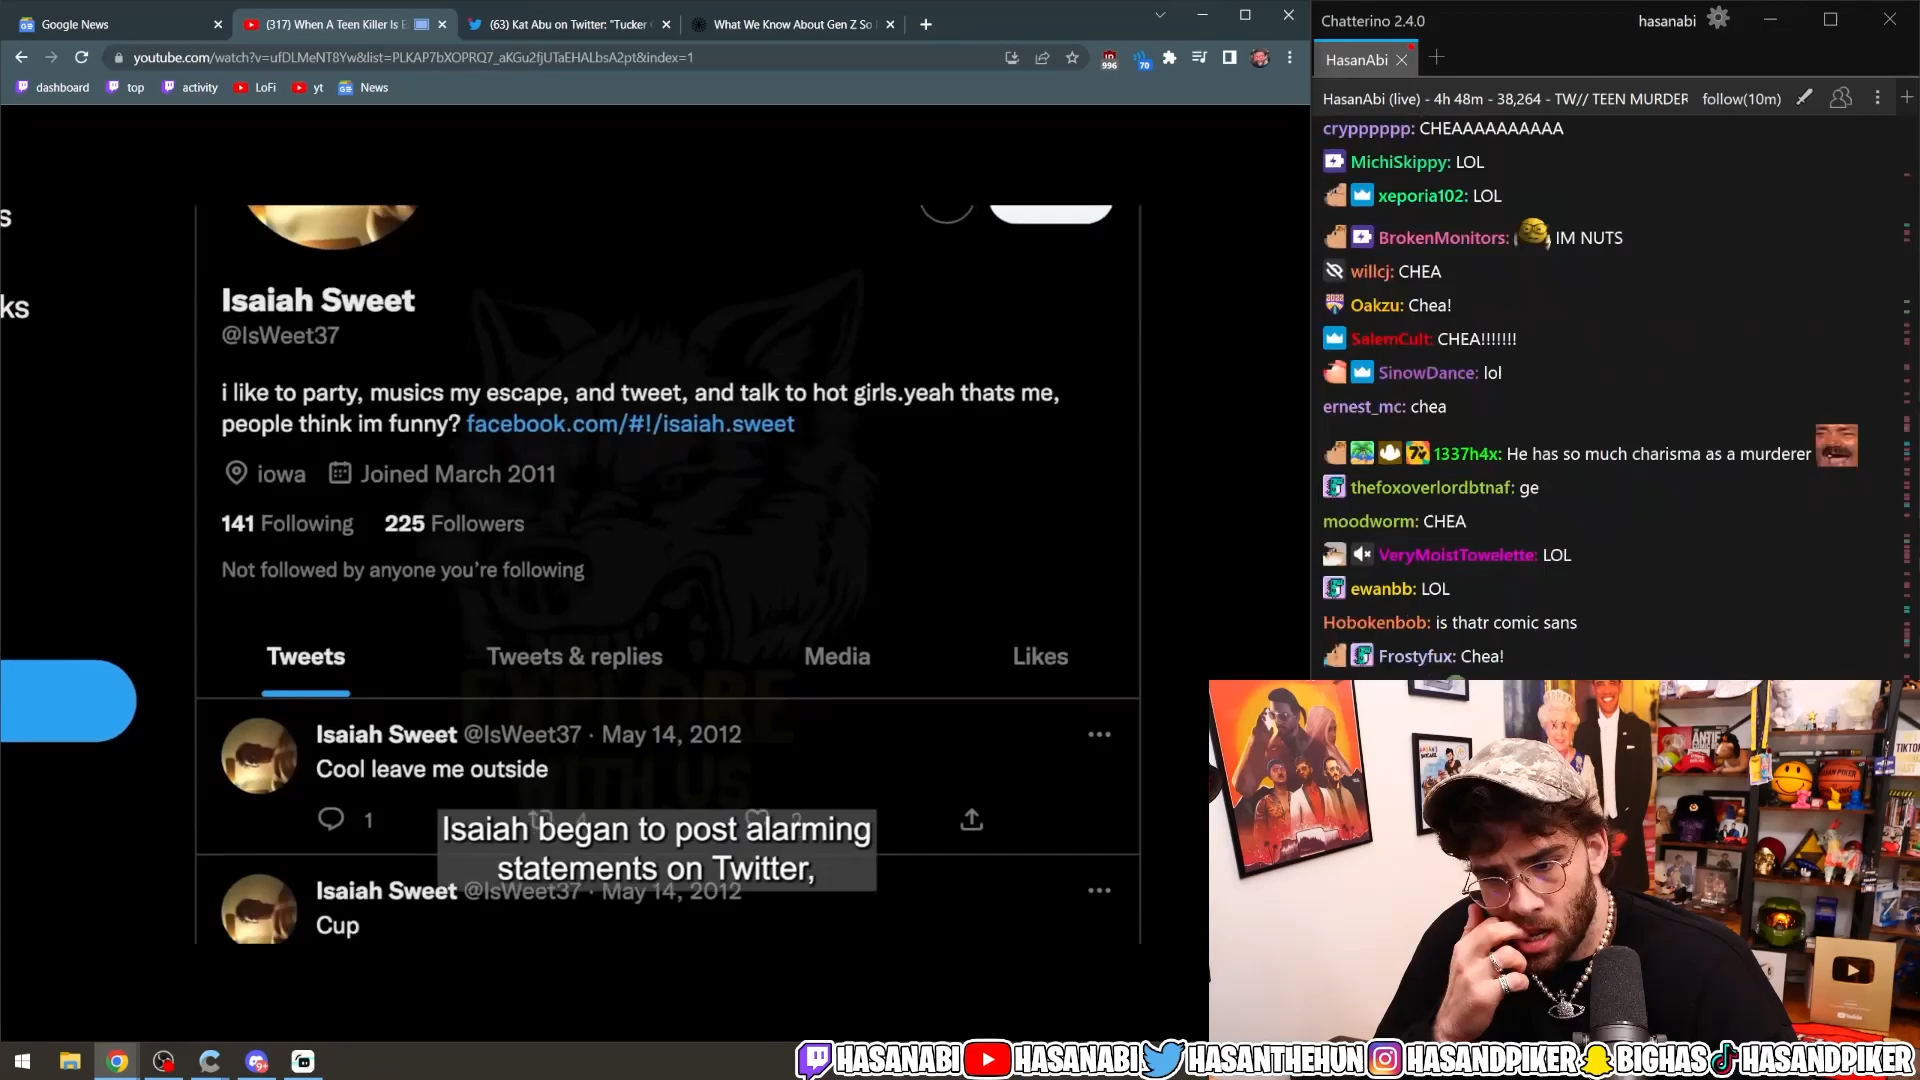 Google News
(317) When A Teen Killer Is E
(63) Kat Abu on Twitter: "Tucker C
What We Know About Gen Z So
youtube.com/watch?v=ufDLMeNT8Yw&list=PLKAP7bXOPRQ7_aKGu2fjUTaEHALbsA2pt&index=1
996
70
dashboard
top
activity
LoFi
yt
News
s
ks
Isaiah Sweet
@IsWeet37
i like to party, musics my escape, and tweet, and talk to hot girls.yeah thats me,
people think im funny? facebook.com/#!/isaiah.sweet
iowa Joined March 2011
141 Following 225 Followers
Not followed by anyone you're following
Tweets Tweets & replies Media Likes
EXPLORE
WITH US
Isaiah Sweet @IsWeet37 · May 14, 2012
Cool leave me outside
1
Isaiah began to post alarming
statements on Twitter,
Isaiah Sweet @IsWeet37 · May 14, 2012
Cup
Chatterino 2.4.0
hasanabi
HasanAbi
HasanAbi (live) - 4h 48m - 38,264 - TW// TEEN MURDER
follow(10m)
crypppppp: CHEAAAAAAAAAA
MichiSkippy: LOL
xeporia102: LOL
BrokenMonitors: IM NUTS
willcj: CHEA
Oakzu: Chea!
SalemCult: CHEA!!!!!!!
SinowDance: lol
ernest_mc: chea
1337h4x: He has so much charisma as a murderer
thefoxoverlordbtnaf: ge
moodworm: CHEA
VeryMoistTowelette: LOL
ewanbb: LOL
Hobokenbob: is thatr comic sans
Frostyfux: Chea!
HASANABI HASANABI HASANTHEHUN HASANDPIKER BIGHAS HASANDPIKER